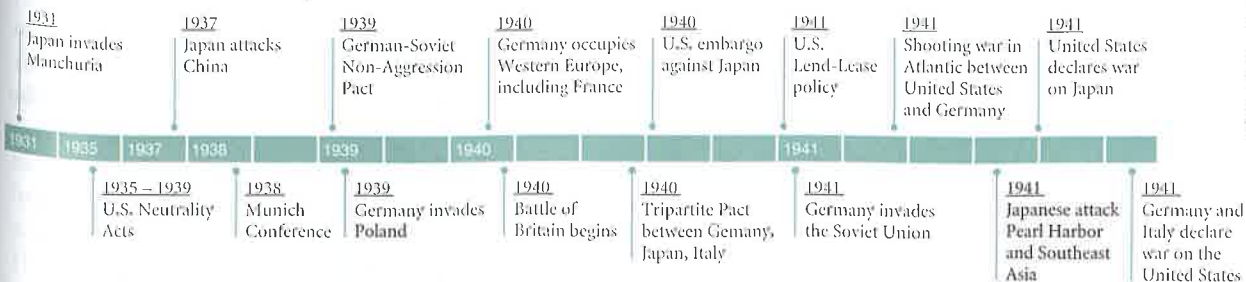 1931
Japan invades
Manchuria
1937
Japan attacks
China
1939
German-Soviet
Non-Aggression
Pact
1940
Germany occupies
Western Europe,
including France
1940
U.S. embargo
against Japan
1941
U.S.
Lend-Lease
policy
1941
Shooting war in
Atlantic between
United States
and Germany
1941
United States
declares war
on Japan
1931 1935 1937 1938 1939 1940 1941
1935 – 1939
U.S. Neutrality
Acts
1938
Munich
Conference
1939
Germany invades
Poland
1940
Battle of
Britain begins
1940
Tripartite Pact
between Gemany,
Japan, Italy
1941
Germany invades
the Soviet Union
1941
Japanese attack
Pearl Harbor
and Southeast
Asia
1941
Germany and
Italy declare
war on the
United States